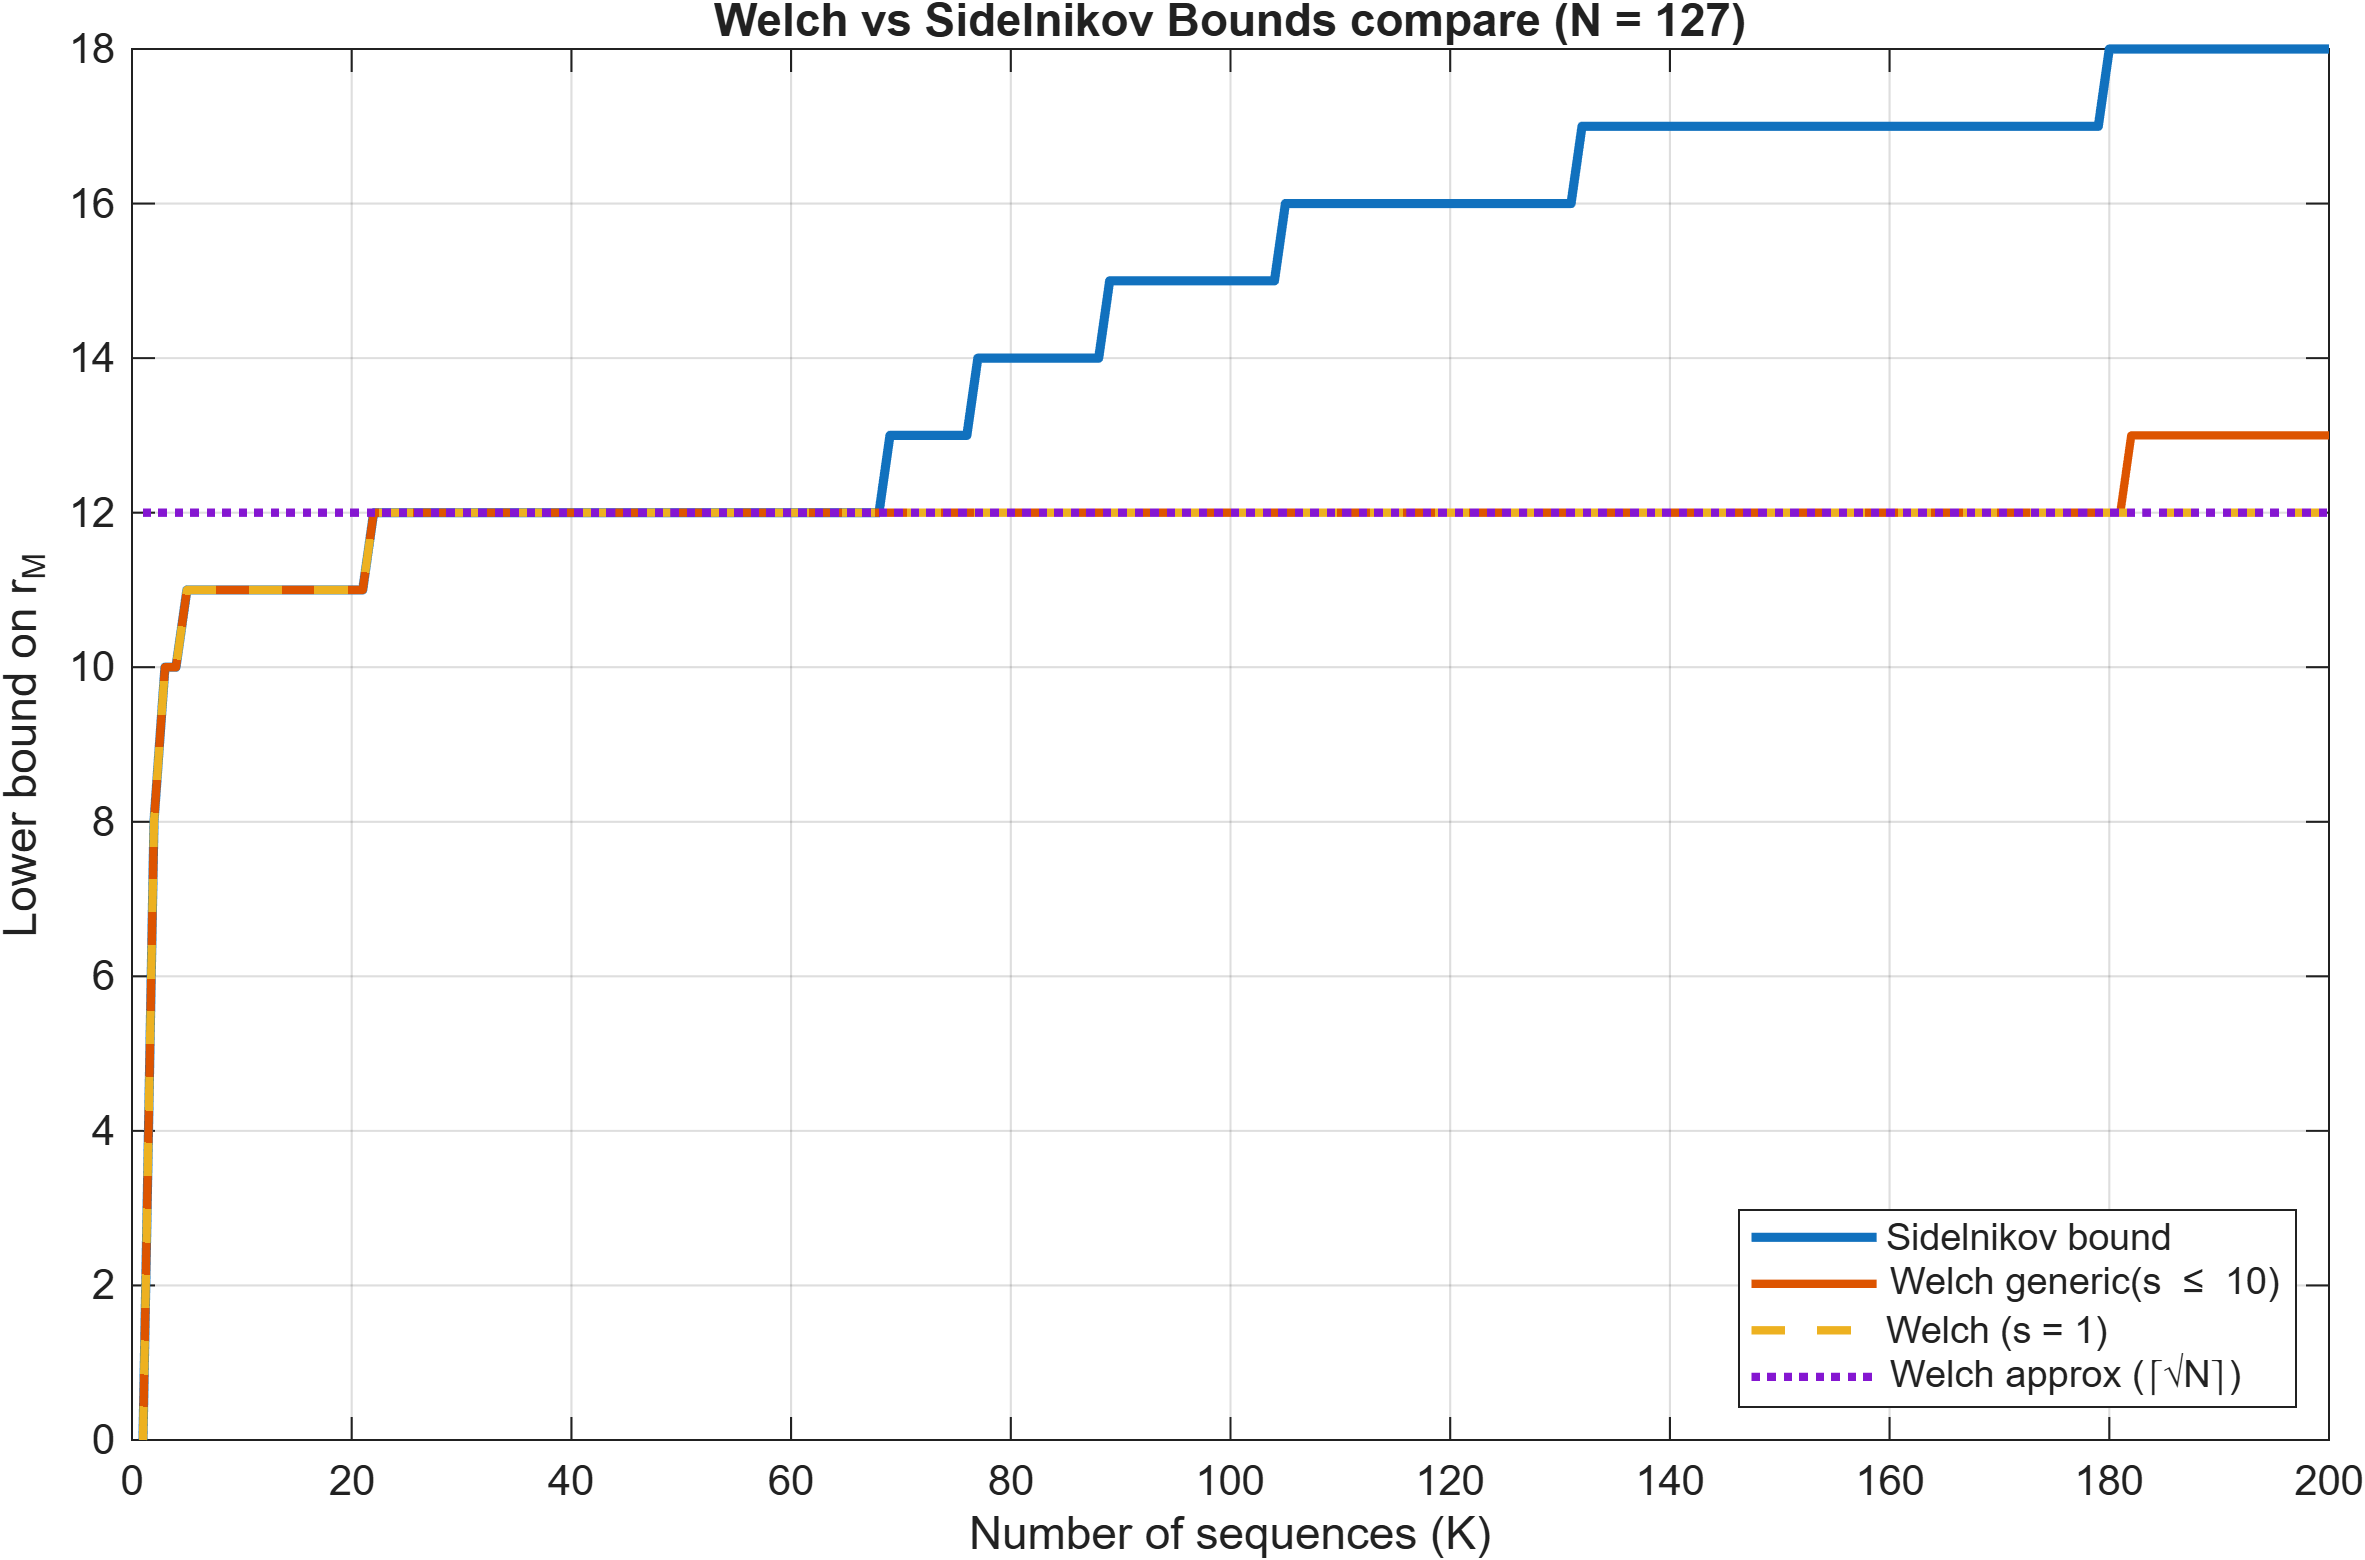 Welch vs Sidelnikov Bounds compare (N = 127)
18
16
14
12
10
8
6
4
2
0
Lower bound on rM
0 20 40 60 80 100 120 140 160 180 200
Number of sequences (K)
Sidelnikov bound
Welch generic(s ≤ 10)
Welch (s = 1)
Welch approx (⌈√N⌉)